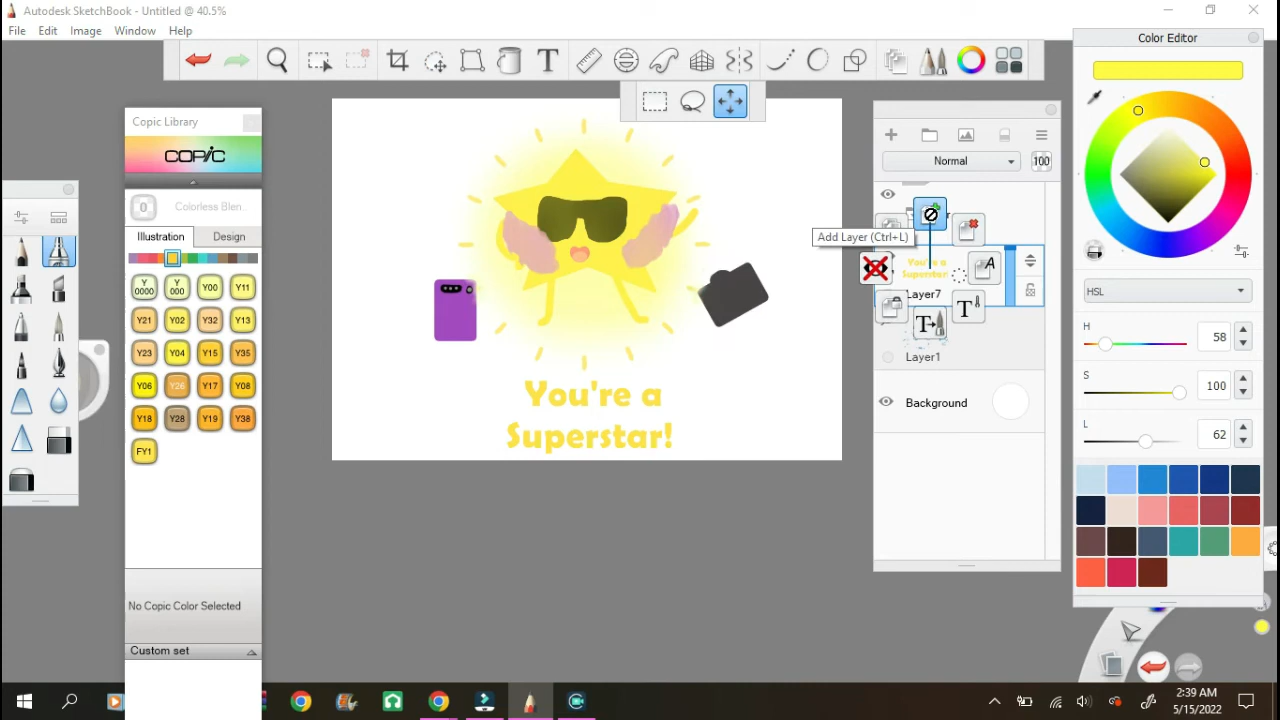 Autodesk SketchBook - Untitled @ 40.5%
File Edit Image Window Help
T
Copic Library
COPIC
0 Colorless Blen..
Illustration Design
Y 0000 Y 000 Y00 Y11
Y21 Y02 Y32 Y13
Y23 Y04 Y15 Y35
Y06 Y26 Y17 Y08
Y18 Y28 Y19 Y38
FY1
No Copic Color Selected
Custom set
You're a
Superstar!
Normal 100
Add Layer (Ctrl+L)
You're a
Superstar!
A
Layer7
T
T
Layer1
Background
Color Editor
HSL
H 58
S 100
L 62
2:39 AM
5/15/2022